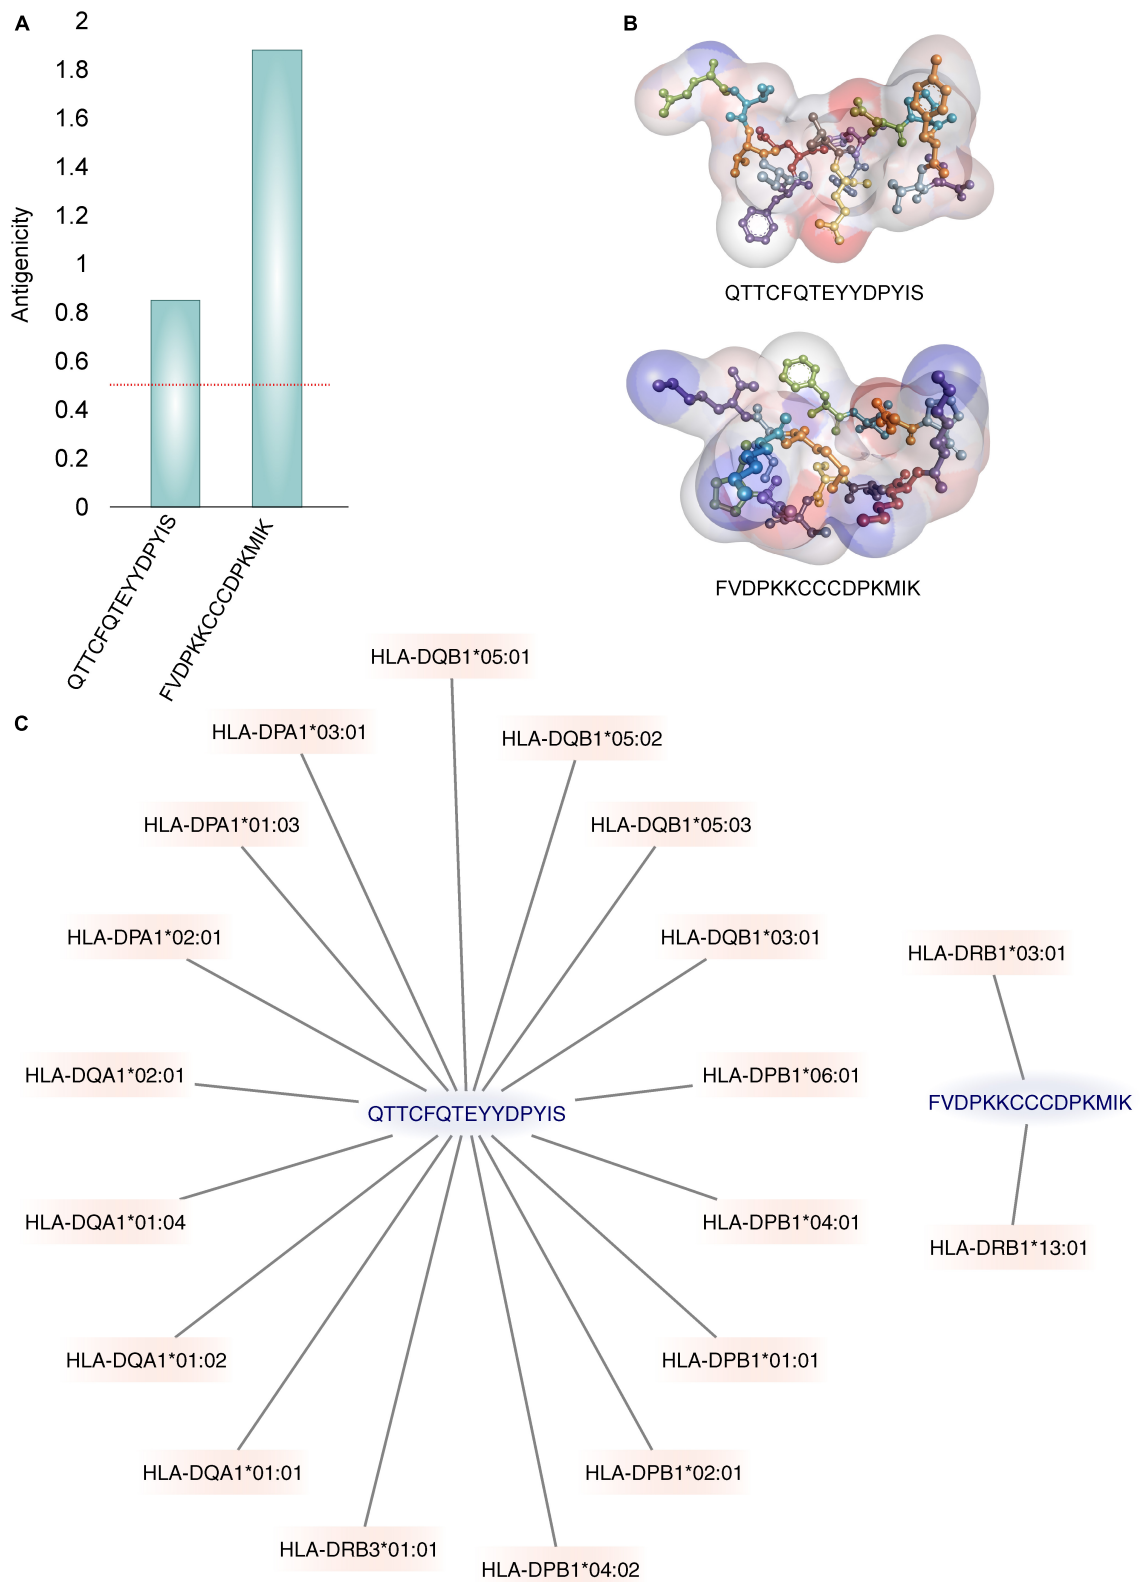 A
2
1.8
1.6
1.4
1.2
1
0.8
0.6
0.4
0.2
0
Antigenicity
QTTCFQTEYYDPYIS
FVDPKKCCCDPKMIK
B
QTTCFQTEYYDPYIS
FVDPKKCCCDPKMIK
C
HLA-DQB1*05:01
HLA-DPA1*03:01
HLA-DQB1*05:02
HLA-DPA1*01:03
HLA-DQB1*05:03
HLA-DPA1*02:01
HLA-DQB1*03:01
HLA-DRB1*03:01
HLA-DQA1*02:01
HLA-DPB1*06:01
QTTCFQTEYYDPYIS
FVDPKKCCCDPKMIK
HLA-DQA1*01:04
HLA-DPB1*04:01
HLA-DRB1*13:01
HLA-DQA1*01:02
HLA-DPB1*01:01
HLA-DQA1*01:01
HLA-DPB1*02:01
HLA-DRB3*01:01
HLA-DPB1*04:02